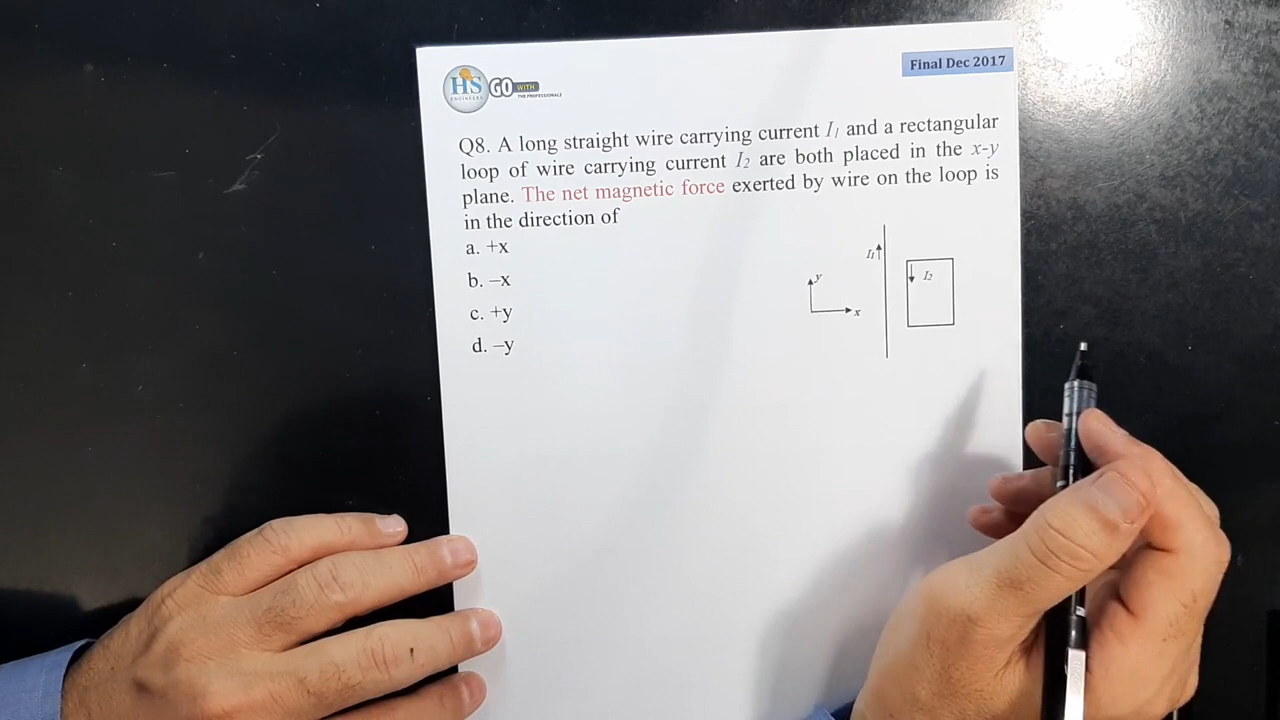 HS
ENGINEERS
GO WITH
THE PROFESSIONALS
Final Dec 2017
Q8. A long straight wire carrying current I₁ and a rectangular
loop of wire carrying current I₂ are both placed in the x-y
plane. The net magnetic force exerted by wire on the loop is
in the direction of
a. +x
b. –x
c. +y
d. –y
I₁
I₂
y
x